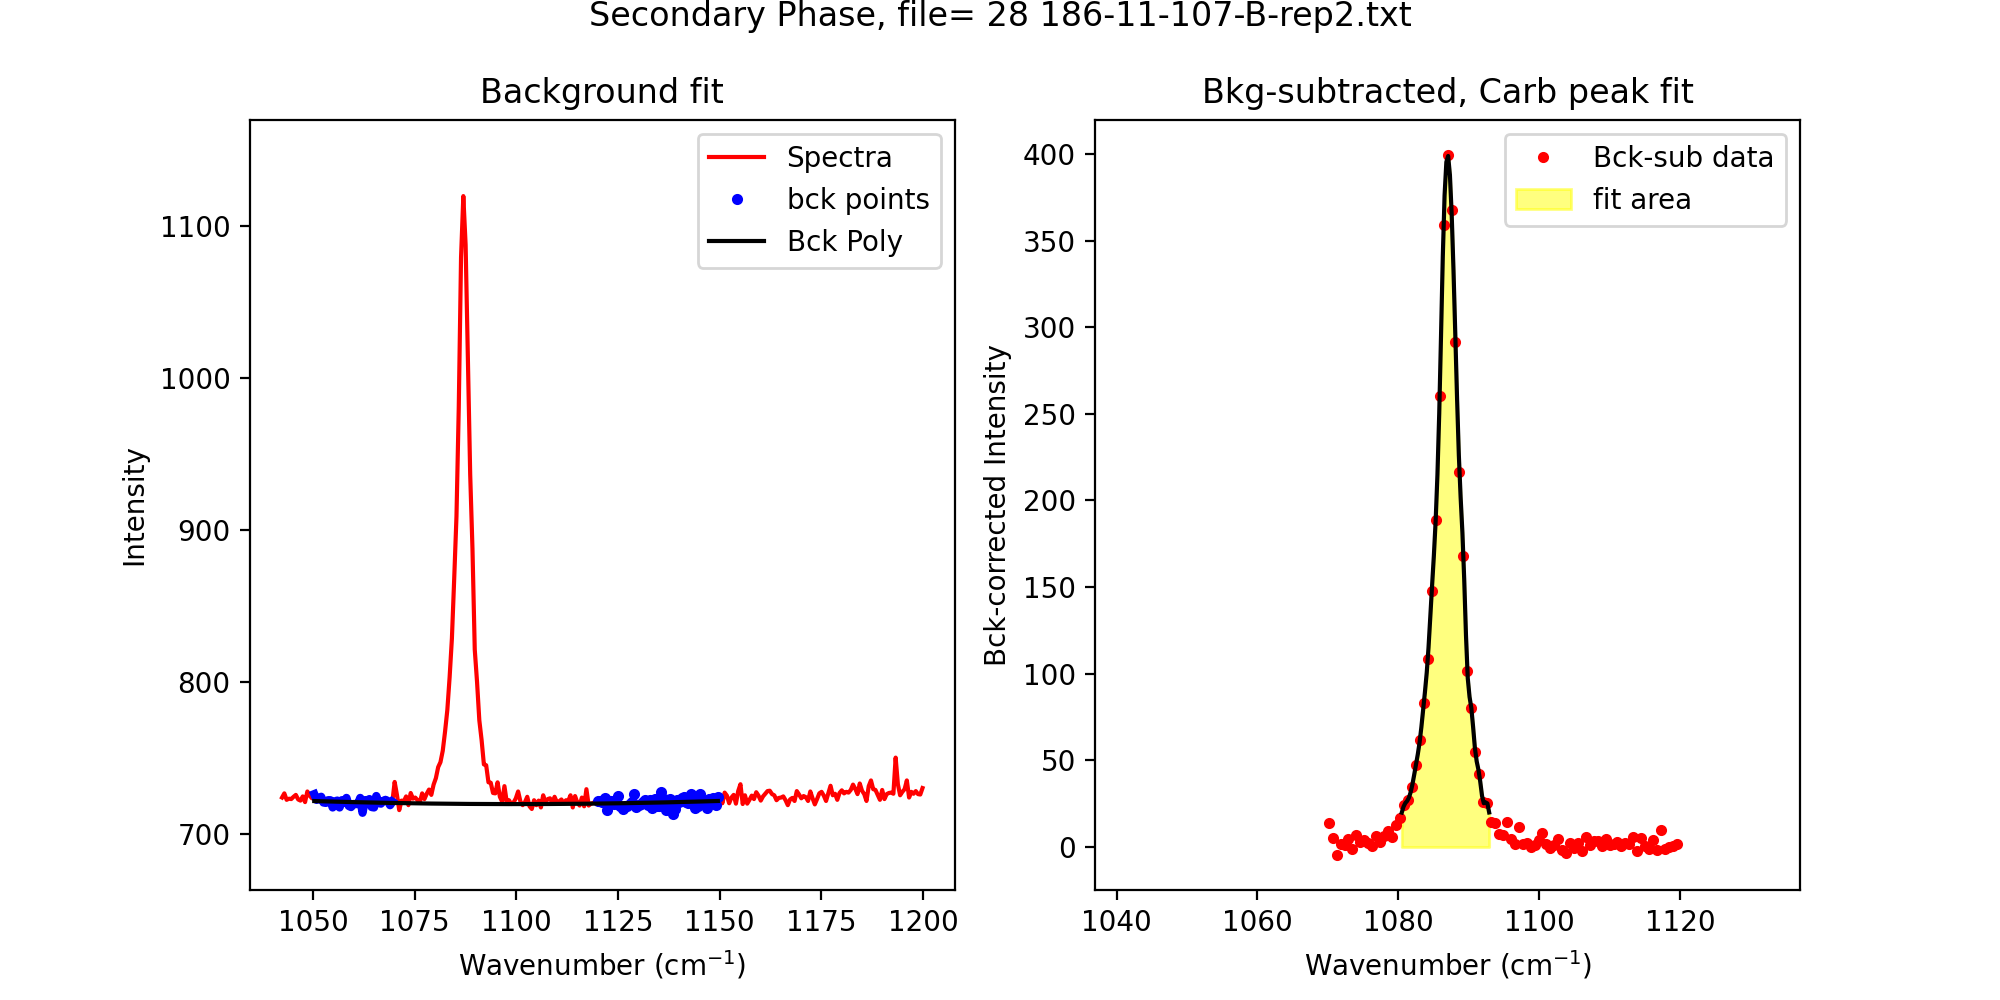 Secondary Phase, file= 28 186-11-107-B-rep2.txt
Background fit
Spectra
bck points
Bck Poly
1100
1000
900
800
700
Intensity
1050 1075 1100 1125 1150 1175 1200
Wavenumber (cm⁻¹)
Bkg-subtracted, Carb peak fit
Bck-sub data
fit area
400
350
300
250
200
150
100
50
0
Bck-corrected Intensity
1040 1060 1080 1100 1120
Wavenumber (cm⁻¹)